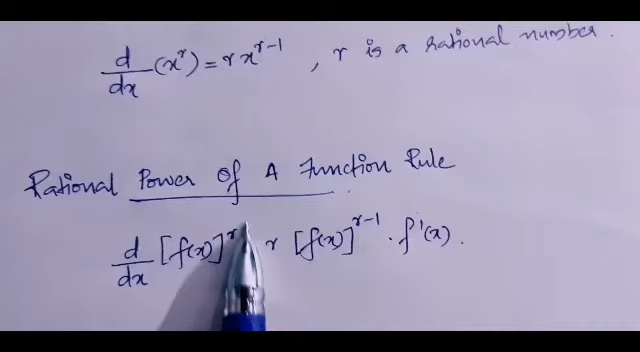 d/dx (x^r) = r x^{r-1} , r is a rational number.
Rational Power Of A Function Rule
d/dx [f(x)]^r r [f(x)]^{r-1} · f'(x).